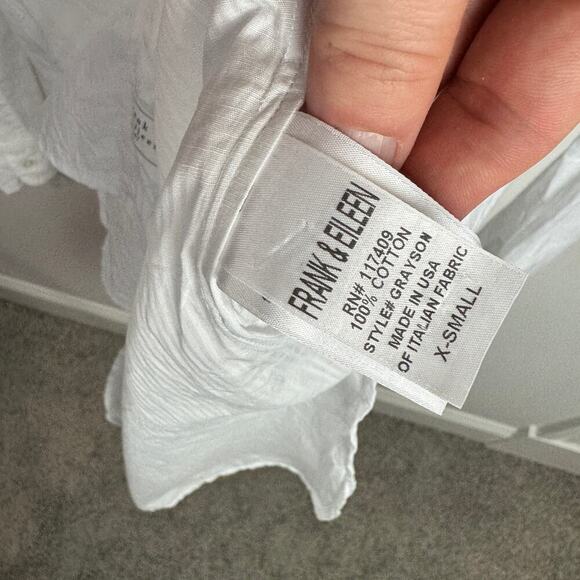 FRANK & EILEEN
RN# 117409
100% COTTON
STYLE# GRAYSON
MADE IN USA
OF ITALIAN FABRIC
X-SMALL